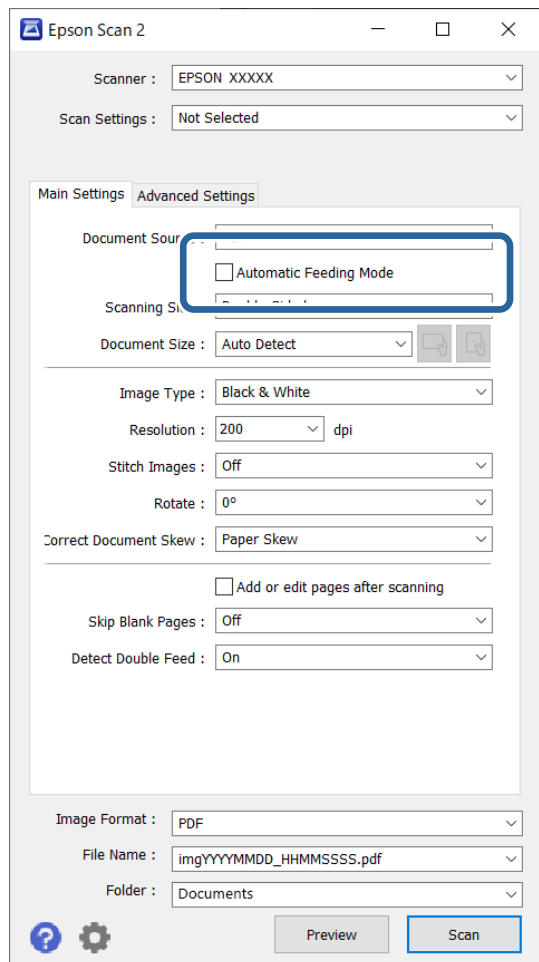 Epson Scan 2
Scanner : EPSON XXXXX
Scan Settings : Not Selected
Main Settings Advanced Settings
Document
Automatic Feeding Mode
Scanning
Document Size : Auto Detect
Image Type : Black & White
Resolution : 200 dpi
Stitch Images : Off
Rotate : 0°
Correct Document Skew : Paper Skew
Add or edit pages after scanning
Skip Blank Pages : Off
Detect Double Feed : On
Image Format : PDF
File Name : imgYYYYMMDD_HHMMSSSS.pdf
Folder : Documents
? Preview Scan